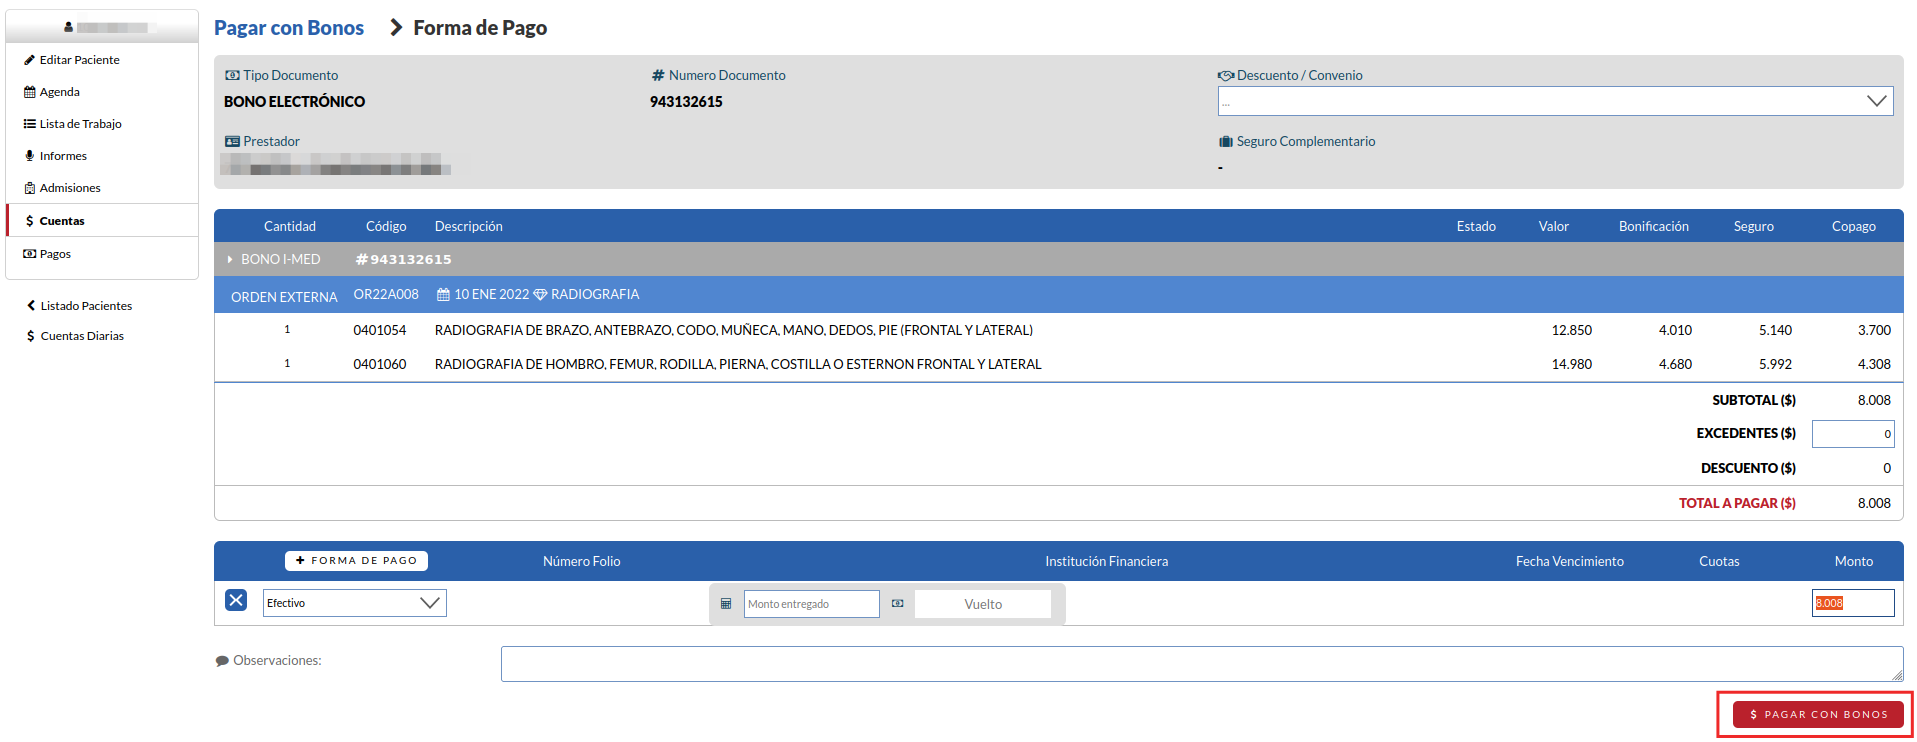 Editar Paciente
Agenda
Lista de Trabajo
Informes
Admisiones
$ Cuentas
Pagos
Listado Pacientes
$ Cuentas Diarias
Pagar con Bonos > Forma de Pago
Tipo Documento # Numero Documento Descuento / Convenio
BONO ELECTRÓNICO 943132615 ...
Prestador Seguro Complementario
-
Cantidad Código Descripción Estado Valor Bonificación Seguro Copago
BONO I-MED #943132615
ORDEN EXTERNA OR22A008 10 ENE 2022 RADIOGRAFIA
1 0401054 RADIOGRAFIA DE BRAZO, ANTEBRAZO, CODO, MUÑECA, MANO, DEDOS, PIE (FRONTAL Y LATERAL) 12.850 4.010 5.140 3.700
1 0401060 RADIOGRAFIA DE HOMBRO, FEMUR, RODILLA, PIERNA, COSTILLA O ESTERNON FRONTAL Y LATERAL 14.980 4.680 5.992 4.308
SUBTOTAL ($) 8.008
EXCEDENTES ($) 0
DESCUENTO ($) 0
TOTAL A PAGAR ($) 8.008
+ FORMA DE PAGO Número Folio Institución Financiera Fecha Vencimiento Cuotas Monto
Efectivo Monto entregado Vuelto 8.008
Observaciones:
$ PAGAR CON BONOS